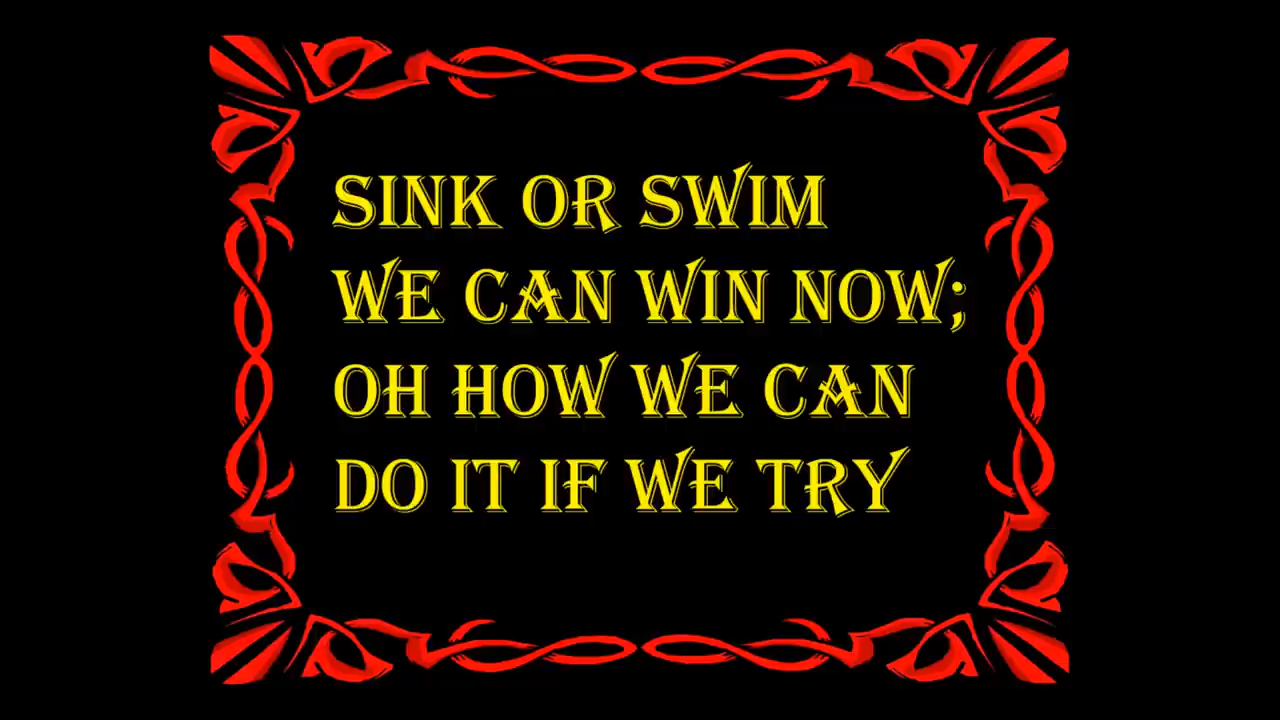 SINK OR SWIM
WE CAN WIN NOW;
OH HOW WE CAN
DO IT IF WE TRY